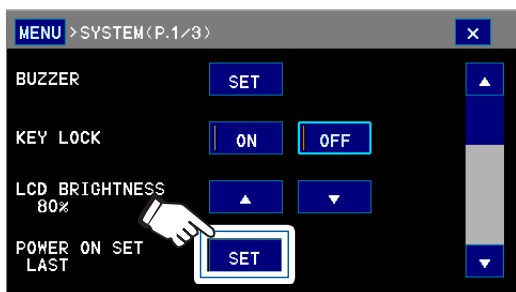 MENU >SYSTEM(P.1/3)
×
BUZZER SET
KEY LOCK ON OFF
LCD BRIGHTNESS
80% ▲ ▼
POWER ON SET
LAST SET